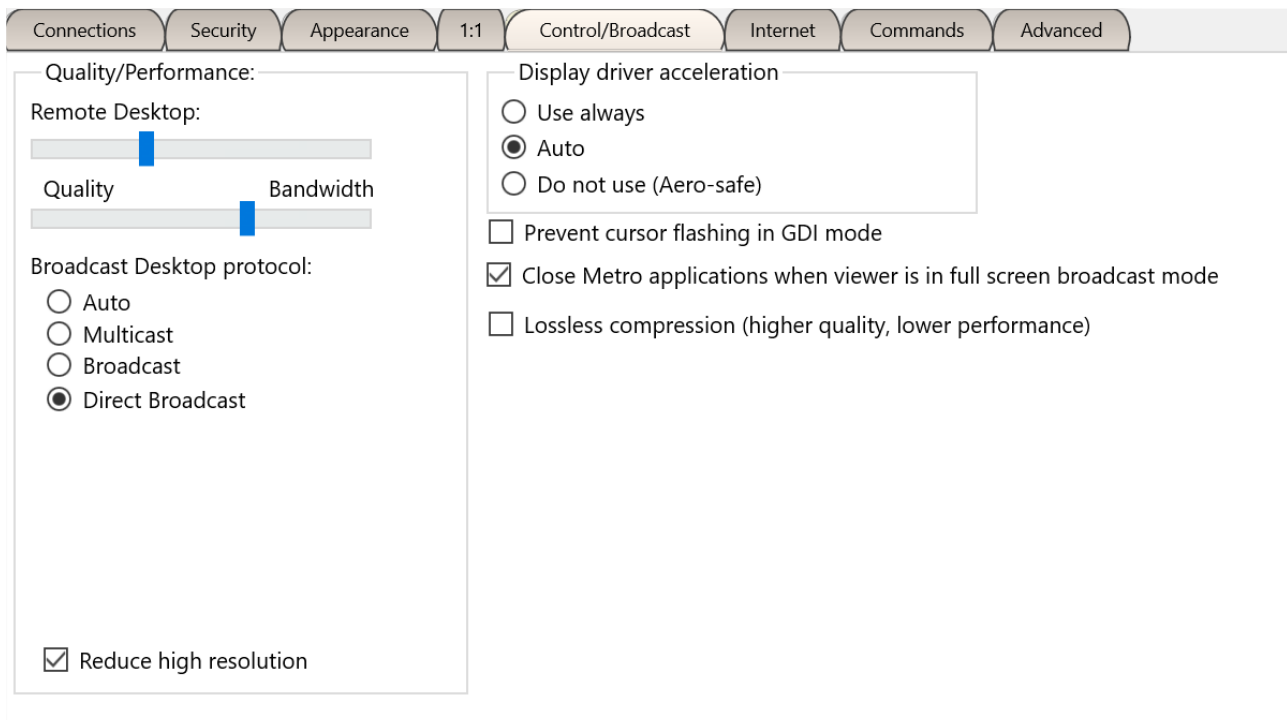 Connections Security Appearance 1:1 Control/Broadcast Internet Commands Advanced
Quality/Performance:
Remote Desktop:
Quality Bandwidth
Broadcast Desktop protocol:
Auto
Multicast
Broadcast
Direct Broadcast
Reduce high resolution
Display driver acceleration
Use always
Auto
Do not use (Aero-safe)
Prevent cursor flashing in GDI mode
Close Metro applications when viewer is in full screen broadcast mode
Lossless compression (higher quality, lower performance)